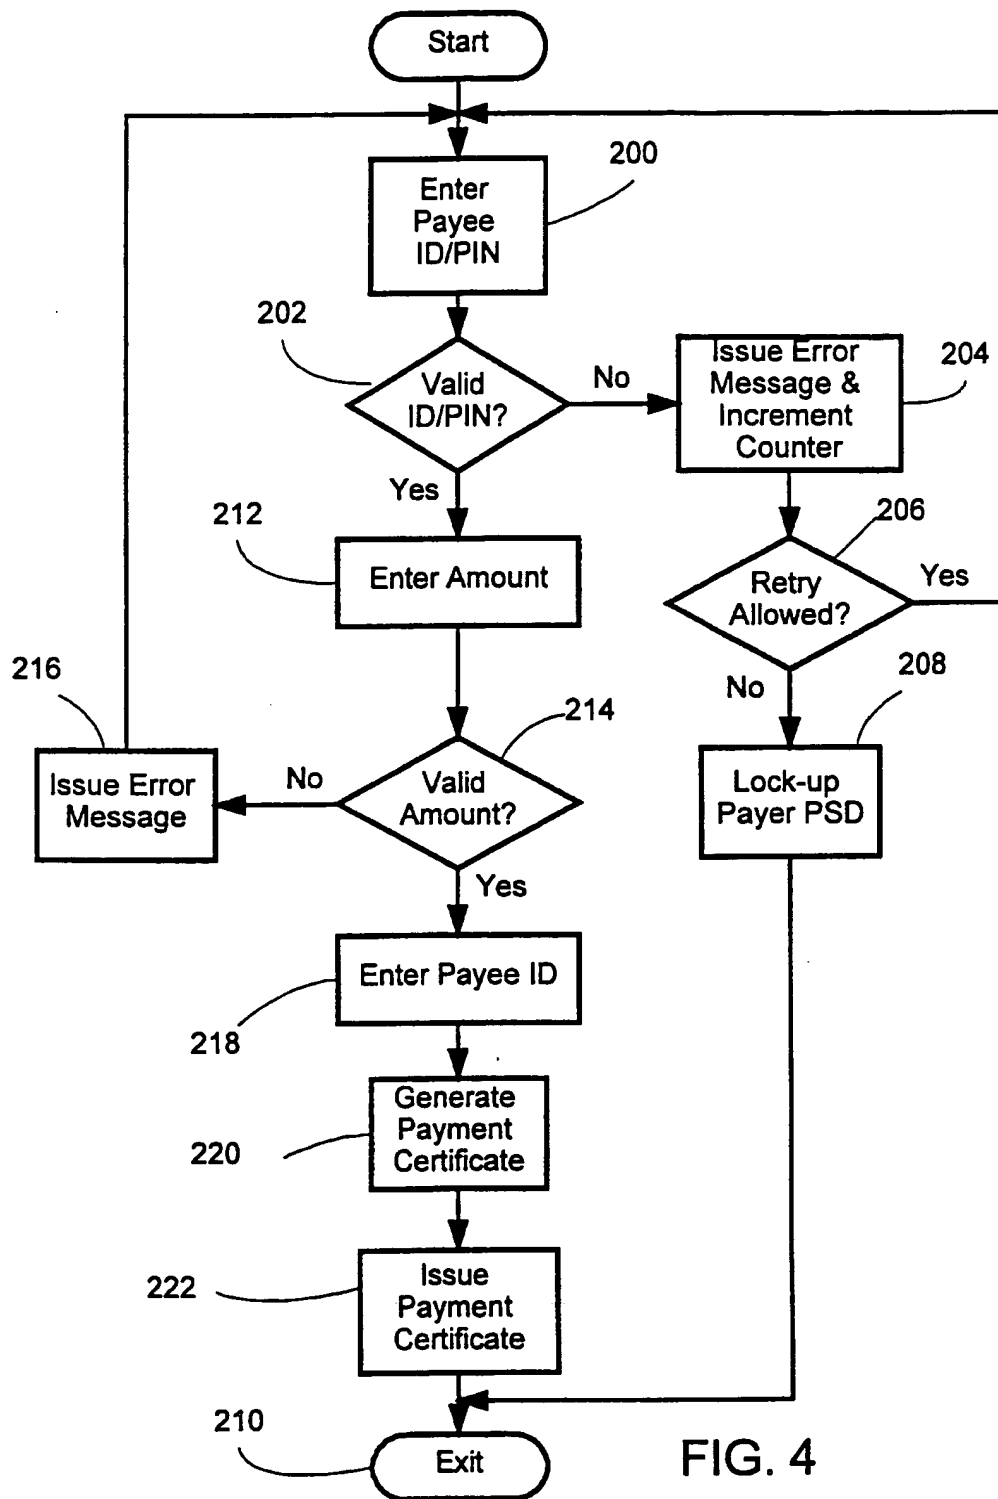 Start
200
Enter
Payee
ID/PIN
202
Valid
ID/PIN?
No
Issue Error
Message &
Increment
Counter
204
Yes
212
Enter Amount
206
Retry
Allowed?
Yes
No
208
Lock-up
Payer PSD
216
Issue Error
Message
No
214
Valid
Amount?
Yes
Enter Payee ID
218
Generate
Payment
Certificate
220
Issue
Payment
Certificate
222
210
Exit
FIG. 4